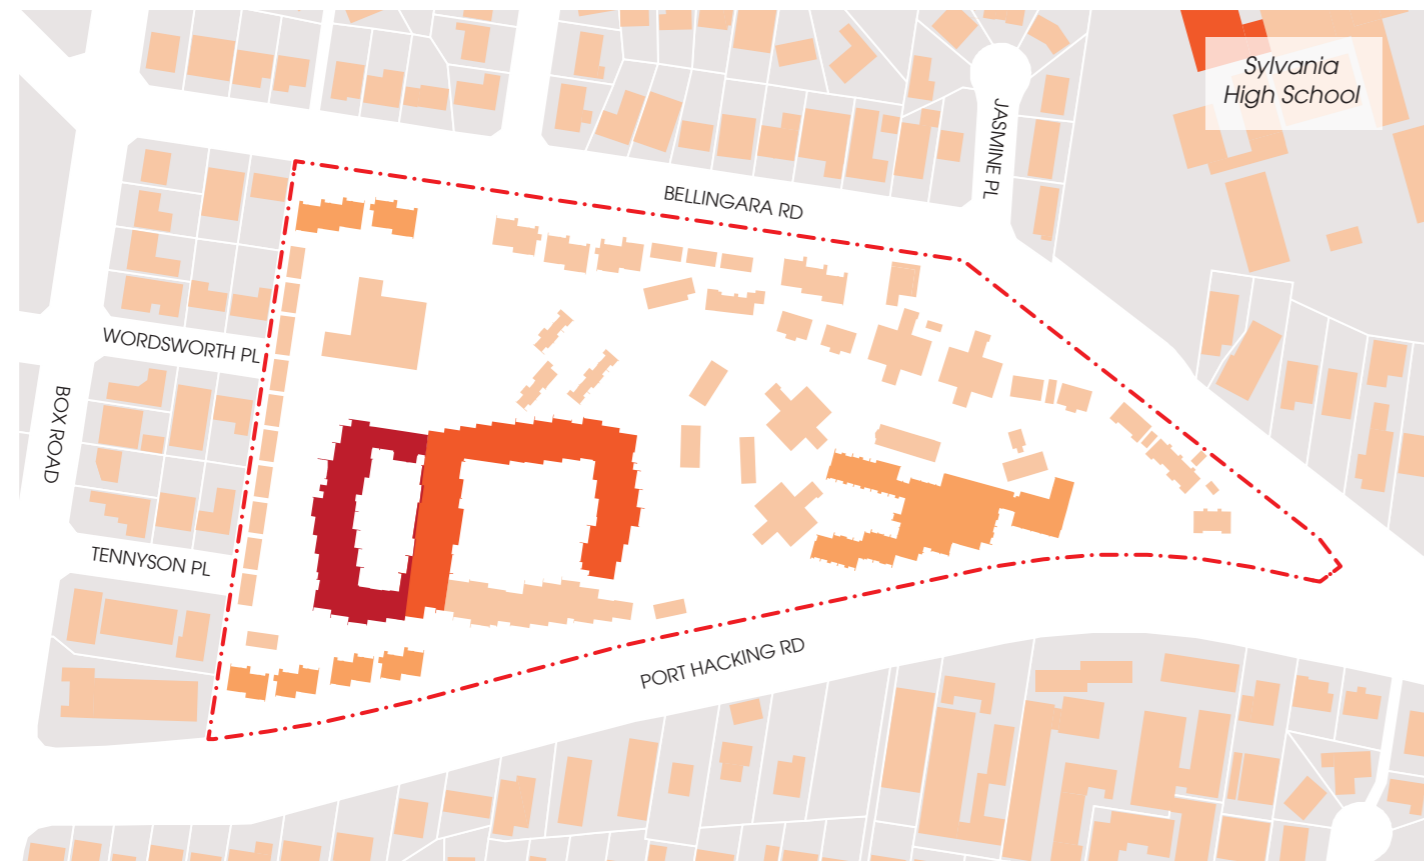 Sylvania
High School
JASMINE PL
BELLINGARA RD
WORDSWORTH PL
BOX ROAD
TENNYSON PL
PORT HACKING RD